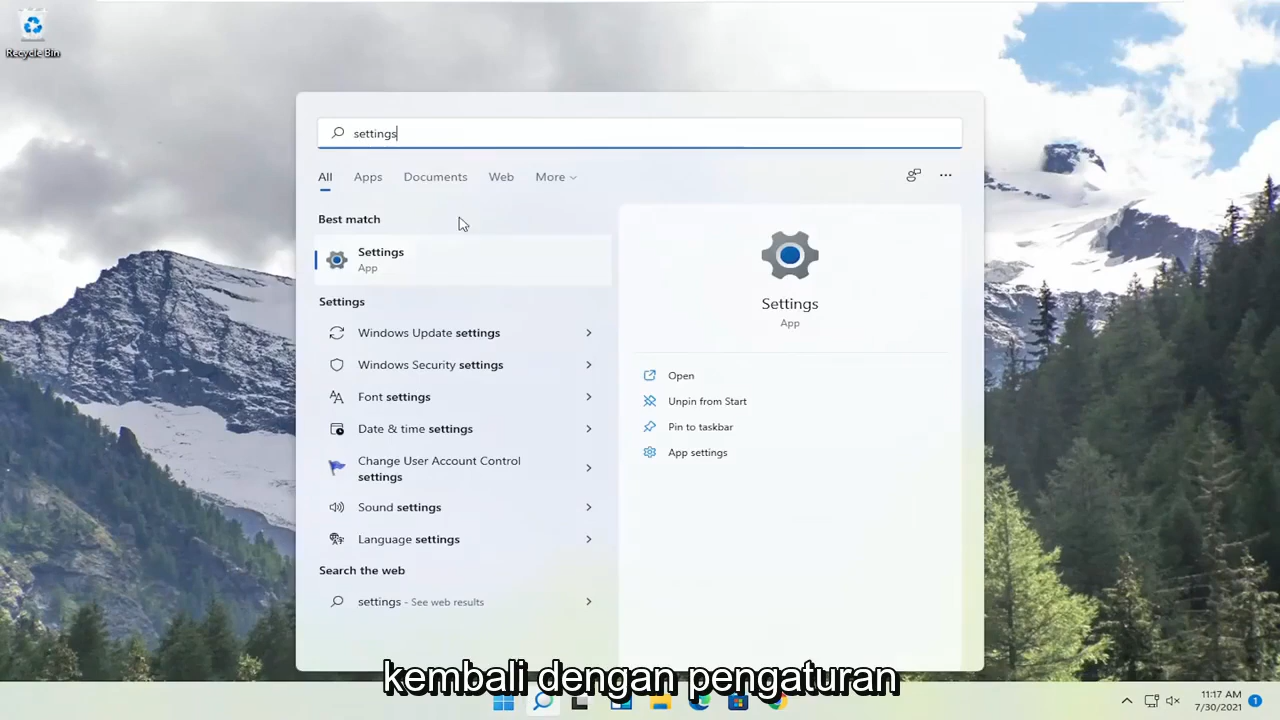 Recycle Bin
settings
All Apps Documents Web More
Best match
Settings
App
Settings
Windows Update settings
Windows Security settings
Font settings
Date & time settings
Change User Account Control
settings
Sound settings
Language settings
Search the web
settings - See web results
Settings
App
Open
Unpin from Start
Pin to taskbar
App settings
kembali dengan pengaturan
11:17 AM
7/30/2021
1